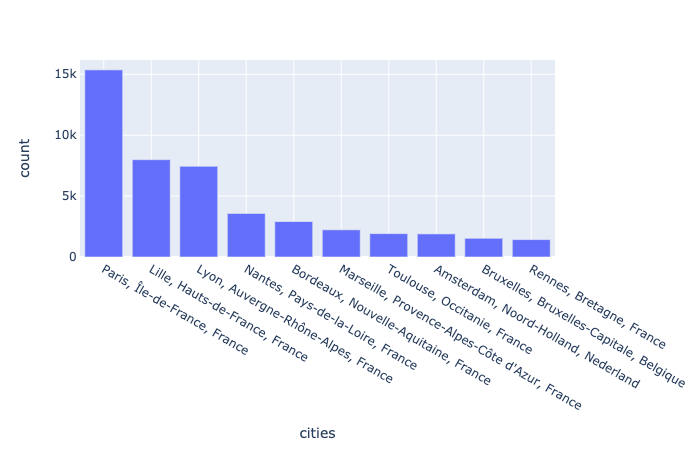 count
15k
10k
5k
0
Paris, Île-de-France, France
Lille, Hauts-de-France, France
Lyon, Auvergne-Rhône-Alpes, France
Nantes, Pays-de-la-Loire, France
Bordeaux, Nouvelle-Aquitaine, France
Marseille, Provence-Alpes-Côte d'Azur, France
Toulouse, Occitanie, France
Amsterdam, Noord-Holland, Nederland
Bruxelles, Bruxelles-Capitale, Belgique
Rennes, Bretagne, France
cities